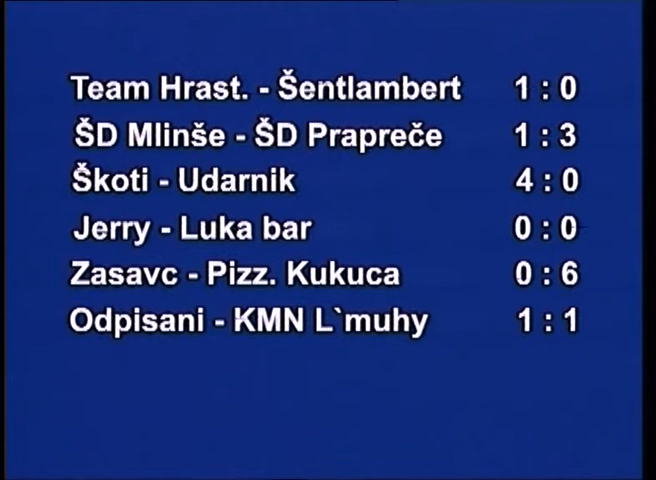 Team Hrast. - Šentlambert 1 : 0
ŠD Mlinše - ŠD Prapreče 1 : 3
Škoti - Udarnik 4 : 0
Jerry - Luka bar 0 : 0
Zasavc - Pizz. Kukuca 0 : 6
Odpisani - KMN L`muhy 1 : 1